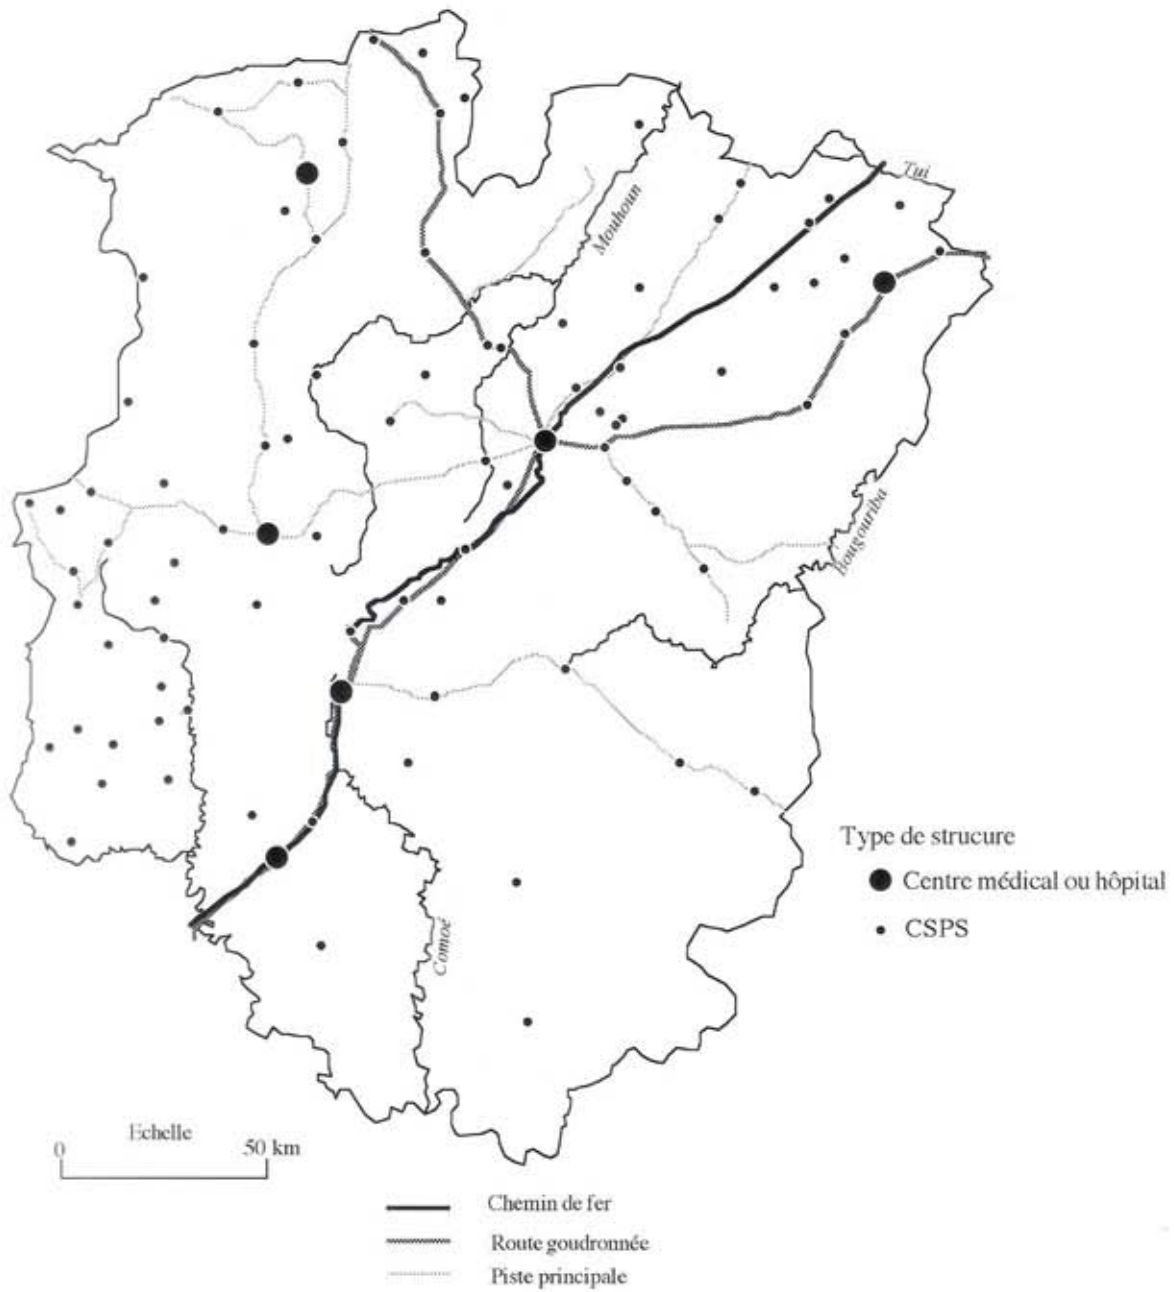 Tui
Mouhoun
Bougouriba
Type de strucure
Centre médical ou hôpital
CSPS
Comoé
Echelle
0
50 km
Chemin de fer
Route goudronnée
Piste principale